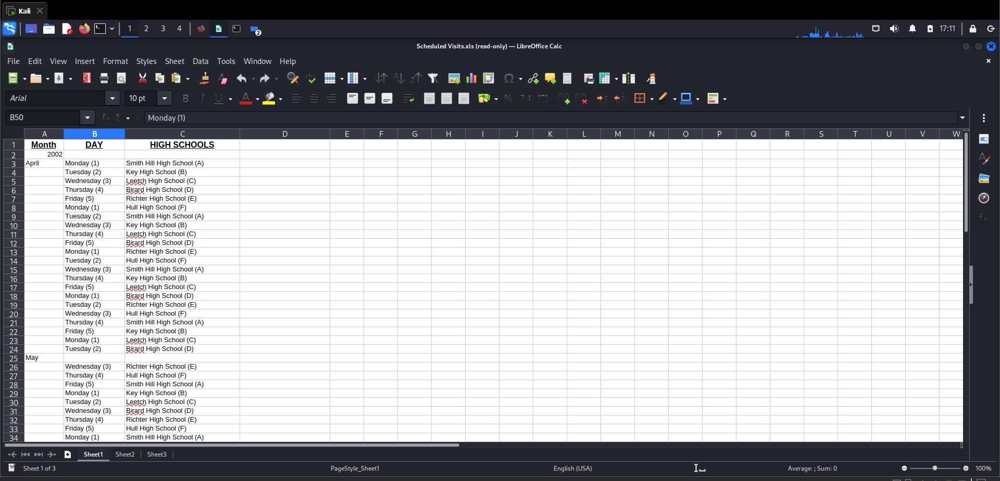 Kali
1 2 3 4 2 17:11
Scheduled Visits.xls (read-only) — LibreOffice Calc
File Edit View Insert Format Styles Sheet Data Tools Window Help
Arial 10 pt
B50 Monday (1)
A B C D E F G H I J K L M N O P Q R S T U V W
1 Month DAY HIGH SCHOOLS
2 2002
3 April Monday (1) Smith Hill High School (A)
4 Tuesday (2) Key High School (B)
5 Wednesday (3) Leetch High School (C)
6 Thursday (4) Birard High School (D)
7 Friday (5) Richter High School (E)
8 Monday (1) Hull High School (F)
9 Tuesday (2) Smith Hill High School (A)
10 Wednesday (3) Key High School (B)
11 Thursday (4) Leetch High School (C)
12 Friday (5) Birard High School (D)
13 Monday (1) Richter High School (E)
14 Tuesday (2) Hull High School (F)
15 Wednesday (3) Smith Hill High School (A)
16 Thursday (4) Key High School (B)
17 Friday (5) Leetch High School (C)
18 Monday (1) Birard High School (D)
19 Tuesday (2) Richter High School (E)
20 Wednesday (3) Hull High School (F)
21 Thursday (4) Smith Hill High School (A)
22 Friday (5) Key High School (B)
23 Monday (1) Leetch High School (C)
24 Tuesday (2) Birard High School (D)
25 May
26 Wednesday (3) Richter High School (E)
27 Thursday (4) Hull High School (F)
28 Friday (5) Smith Hill High School (A)
29 Monday (1) Key High School (B)
30 Tuesday (2) Leetch High School (C)
31 Wednesday (3) Birard High School (D)
32 Thursday (4) Richter High School (E)
33 Friday (5) Hull High School (F)
34 Monday (1) Smith Hill High School (A)
Sheet1 Sheet2 Sheet3
Sheet 1 of 3 PageStyle_Sheet1 English (USA) Average: ; Sum: 0 100%